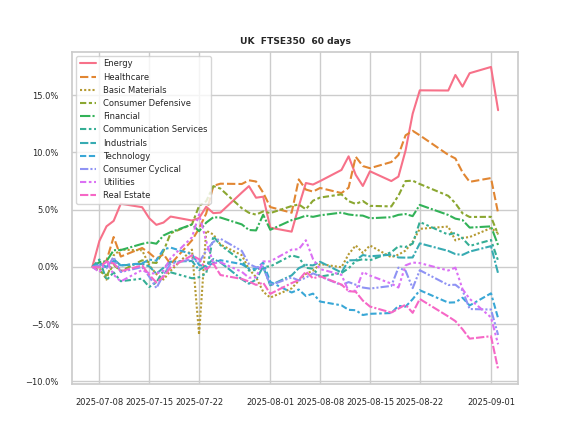 UK FTSE350 60 days
Energy
Healthcare
Basic Materials
Consumer Defensive
Financial
Communication Services
Industrials
Technology
Consumer Cyclical
Utilities
Real Estate
15.0%
10.0%
5.0%
0.0%
−5.0%
−10.0%
2025-07-08 2025-07-15 2025-07-22 2025-08-01 2025-08-08 2025-08-15 2025-08-22 2025-09-01